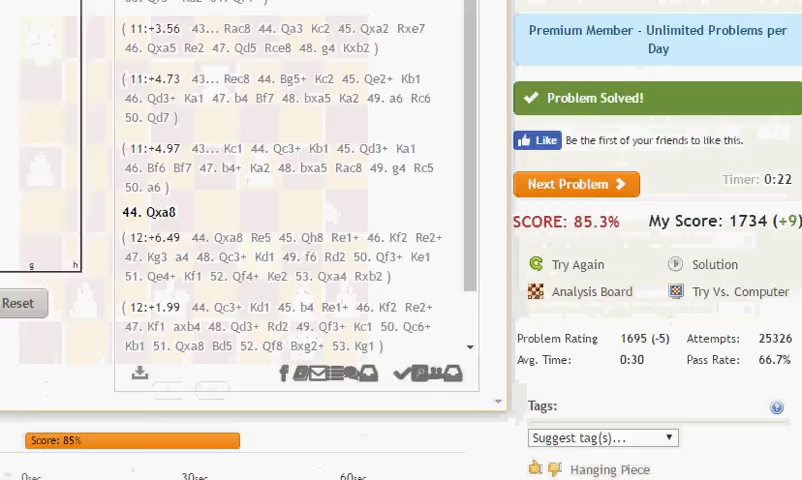 ( 11:+3.56 43... Rac8 44. Qa3 Kc2 45. Qxa2 Rxe7
46. Qxa5 Re2 47. Qd5 Rce8 48. g4 Kxb2 )
( 11:+4.73 43... Rec8 44. Bg5+ Kc2 45. Qe2+ Kb1
46. Qd3+ Ka1 47. b4 Bf7 48. bxa5 Ka2 49. a6 Rc6
50. Qd7 )
( 11:+4.97 43... Kc1 44. Qc3+ Kb1 45. Qd3+ Ka1
46. Bf6 Bf7 47. b4+ Ka2 48. bxa5 Rac8 49. g4 Rc5
50. a6 )
44. Qxa8
( 12:+6.49 44. Qxa8 Re5 45. Qh8 Re1+ 46. Kf2 Re2+
47. Kg3 a4 48. Qc3+ Kd1 49. f6 Rd2 50. Qf3+ Ke1
51. Qe4+ Kf1 52. Qf4+ Ke2 53. Qxa4 Rxb2 )
( 12:+1.99 44. Qc3+ Kd1 45. b4 Re1+ 46. Kf2 Re2+
47. Kf1 axb4 48. Qd3+ Rd2 49. Qf3+ Kc1 50. Qc6+
Kb1 51. Qxa8 Bd5 52. Qf8 Bxg2+ 53. Kg1 )
g h
Reset
Score: 85%
0sec 30sec 60sec
Premium Member - Unlimited Problems per
Day
Problem Solved!
Like Be the first of your friends to like this.
Next Problem Timer: 0:22
SCORE: 85.3% My Score: 1734 (+9)
Try Again Solution
Analysis Board Try Vs. Computer
Problem Rating 1695 (-5) Attempts: 25326
Avg. Time: 0:30 Pass Rate: 66.7%
Tags:
Suggest tag(s)...
Hanging Piece